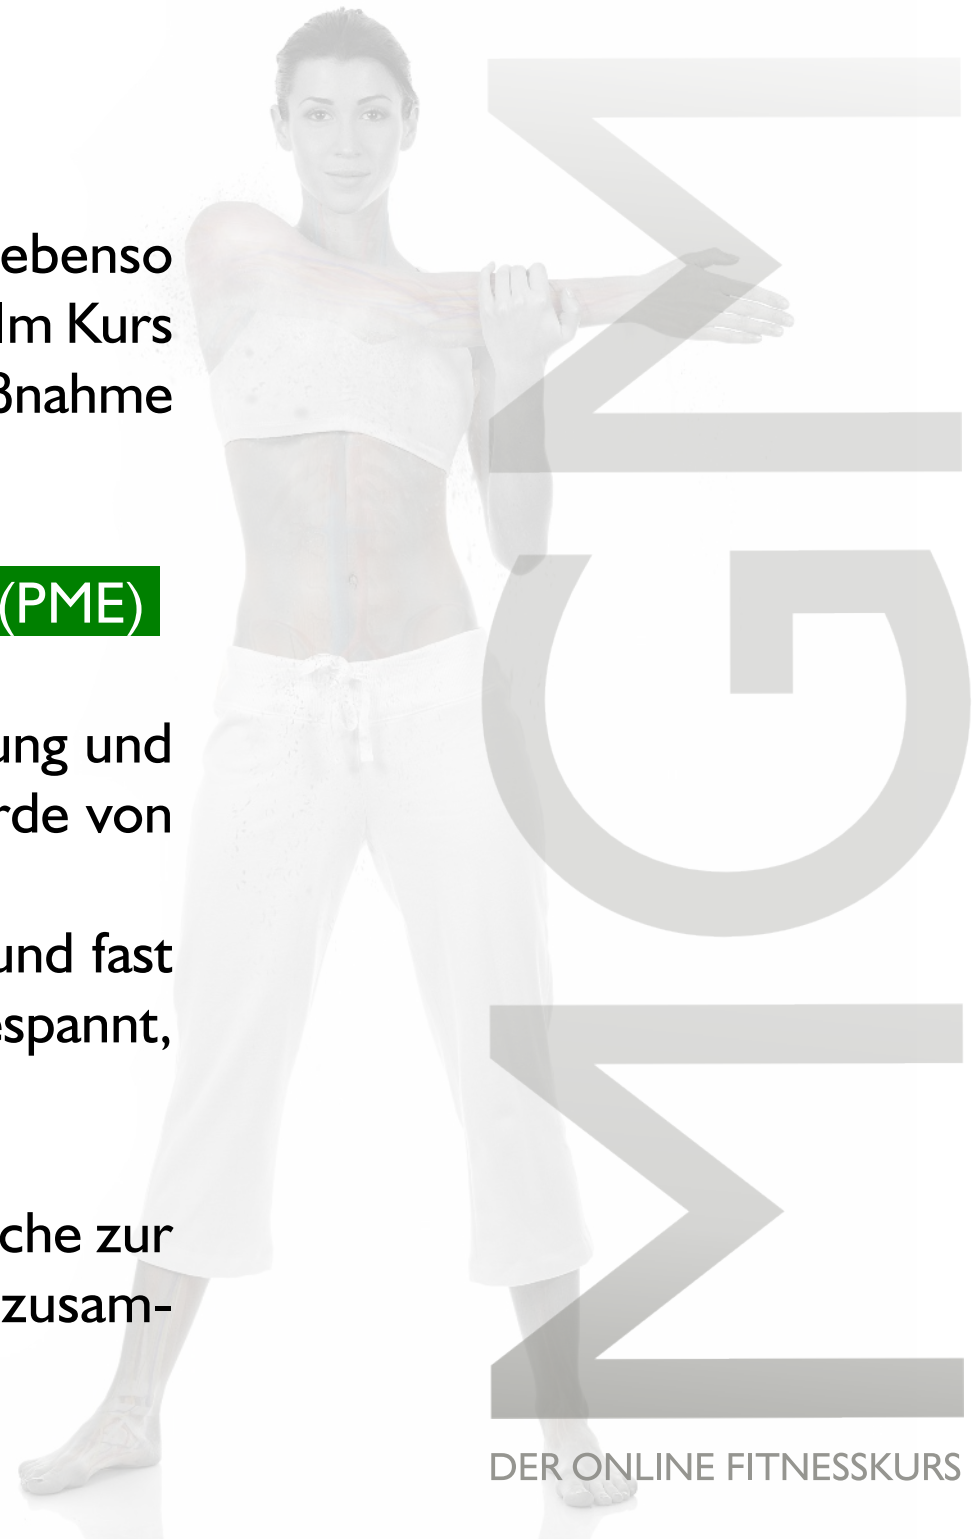 ebenso
Im Kurs
ßnahme
(PME)
ung und
rde von
und fast
espannt,
che zur
zusam-
MGM
DER ONLINE FITNESSKURS